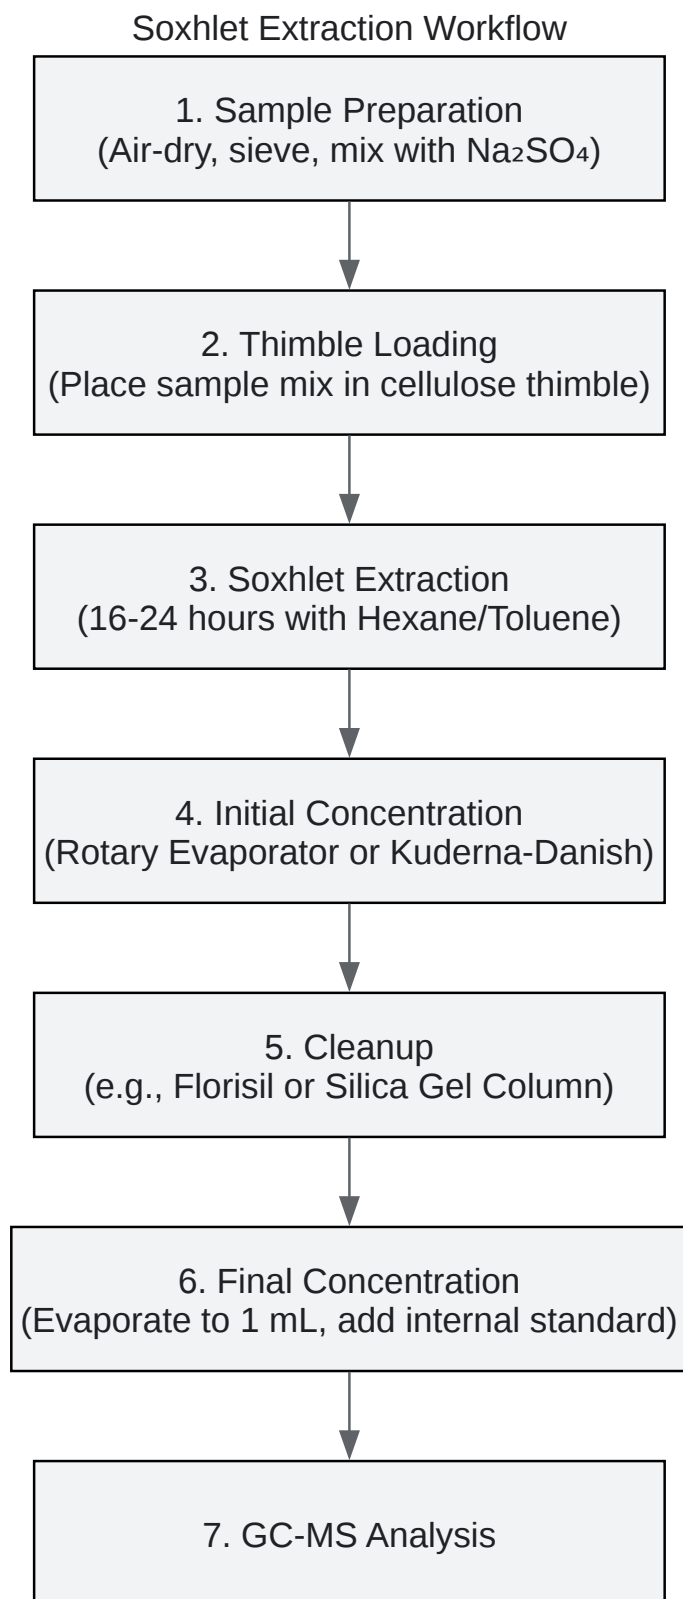 Soxhlet Extraction Workflow
1. Sample Preparation
(Air-dry, sieve, mix with Na₂SO₄)
2. Thimble Loading
(Place sample mix in cellulose thimble)
3. Soxhlet Extraction
(16-24 hours with Hexane/Toluene)
4. Initial Concentration
(Rotary Evaporator or Kuderna-Danish)
5. Cleanup
(e.g., Florisil or Silica Gel Column)
6. Final Concentration
(Evaporate to 1 mL, add internal standard)
7. GC-MS Analysis